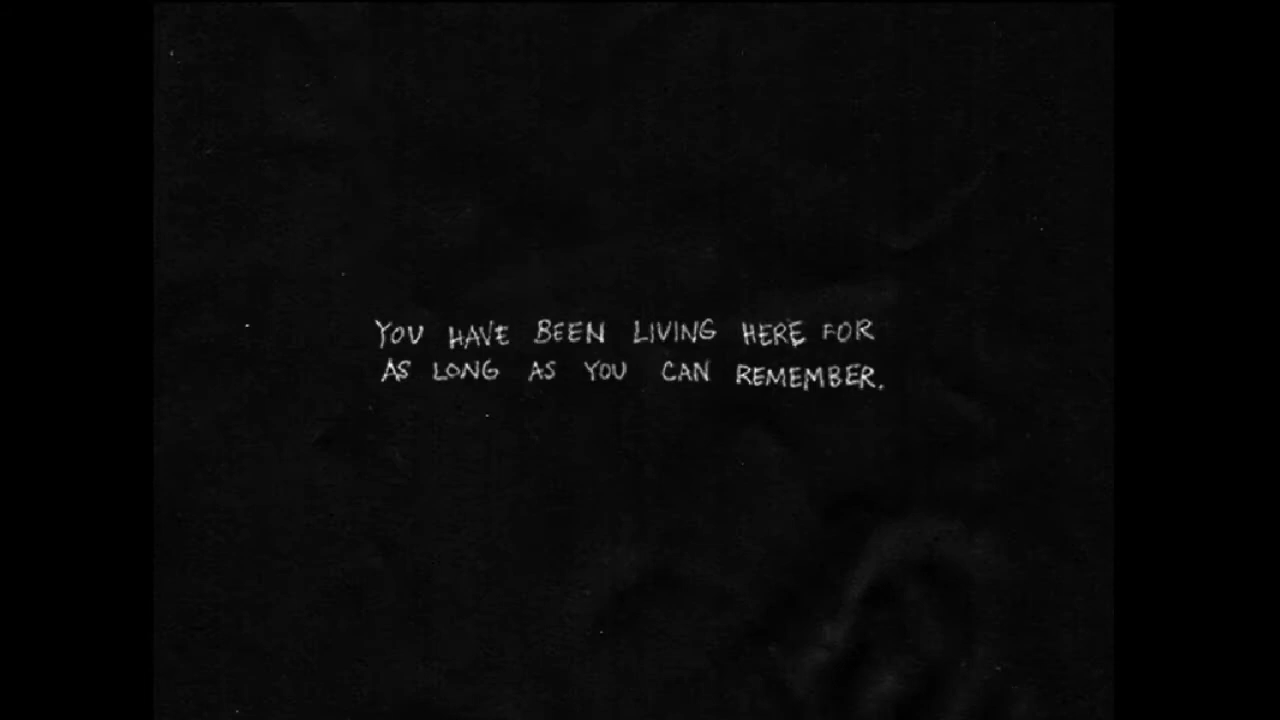 YOU HAVE BEEN LIVING HERE FOR
AS LONG AS YOU CAN REMEMBER.